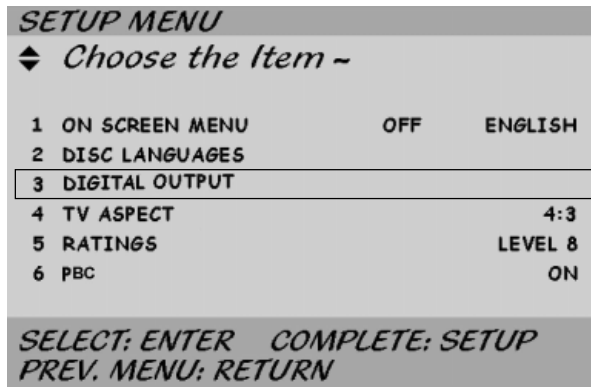 SETUP MENU
Choose the Item ~
1 ON SCREEN MENU OFF ENGLISH
2 DISC LANGUAGES
3 DIGITAL OUTPUT
4 TV ASPECT 4:3
5 RATINGS LEVEL 8
6 PBC ON
SELECT: ENTER COMPLETE: SETUP
PREV. MENU: RETURN